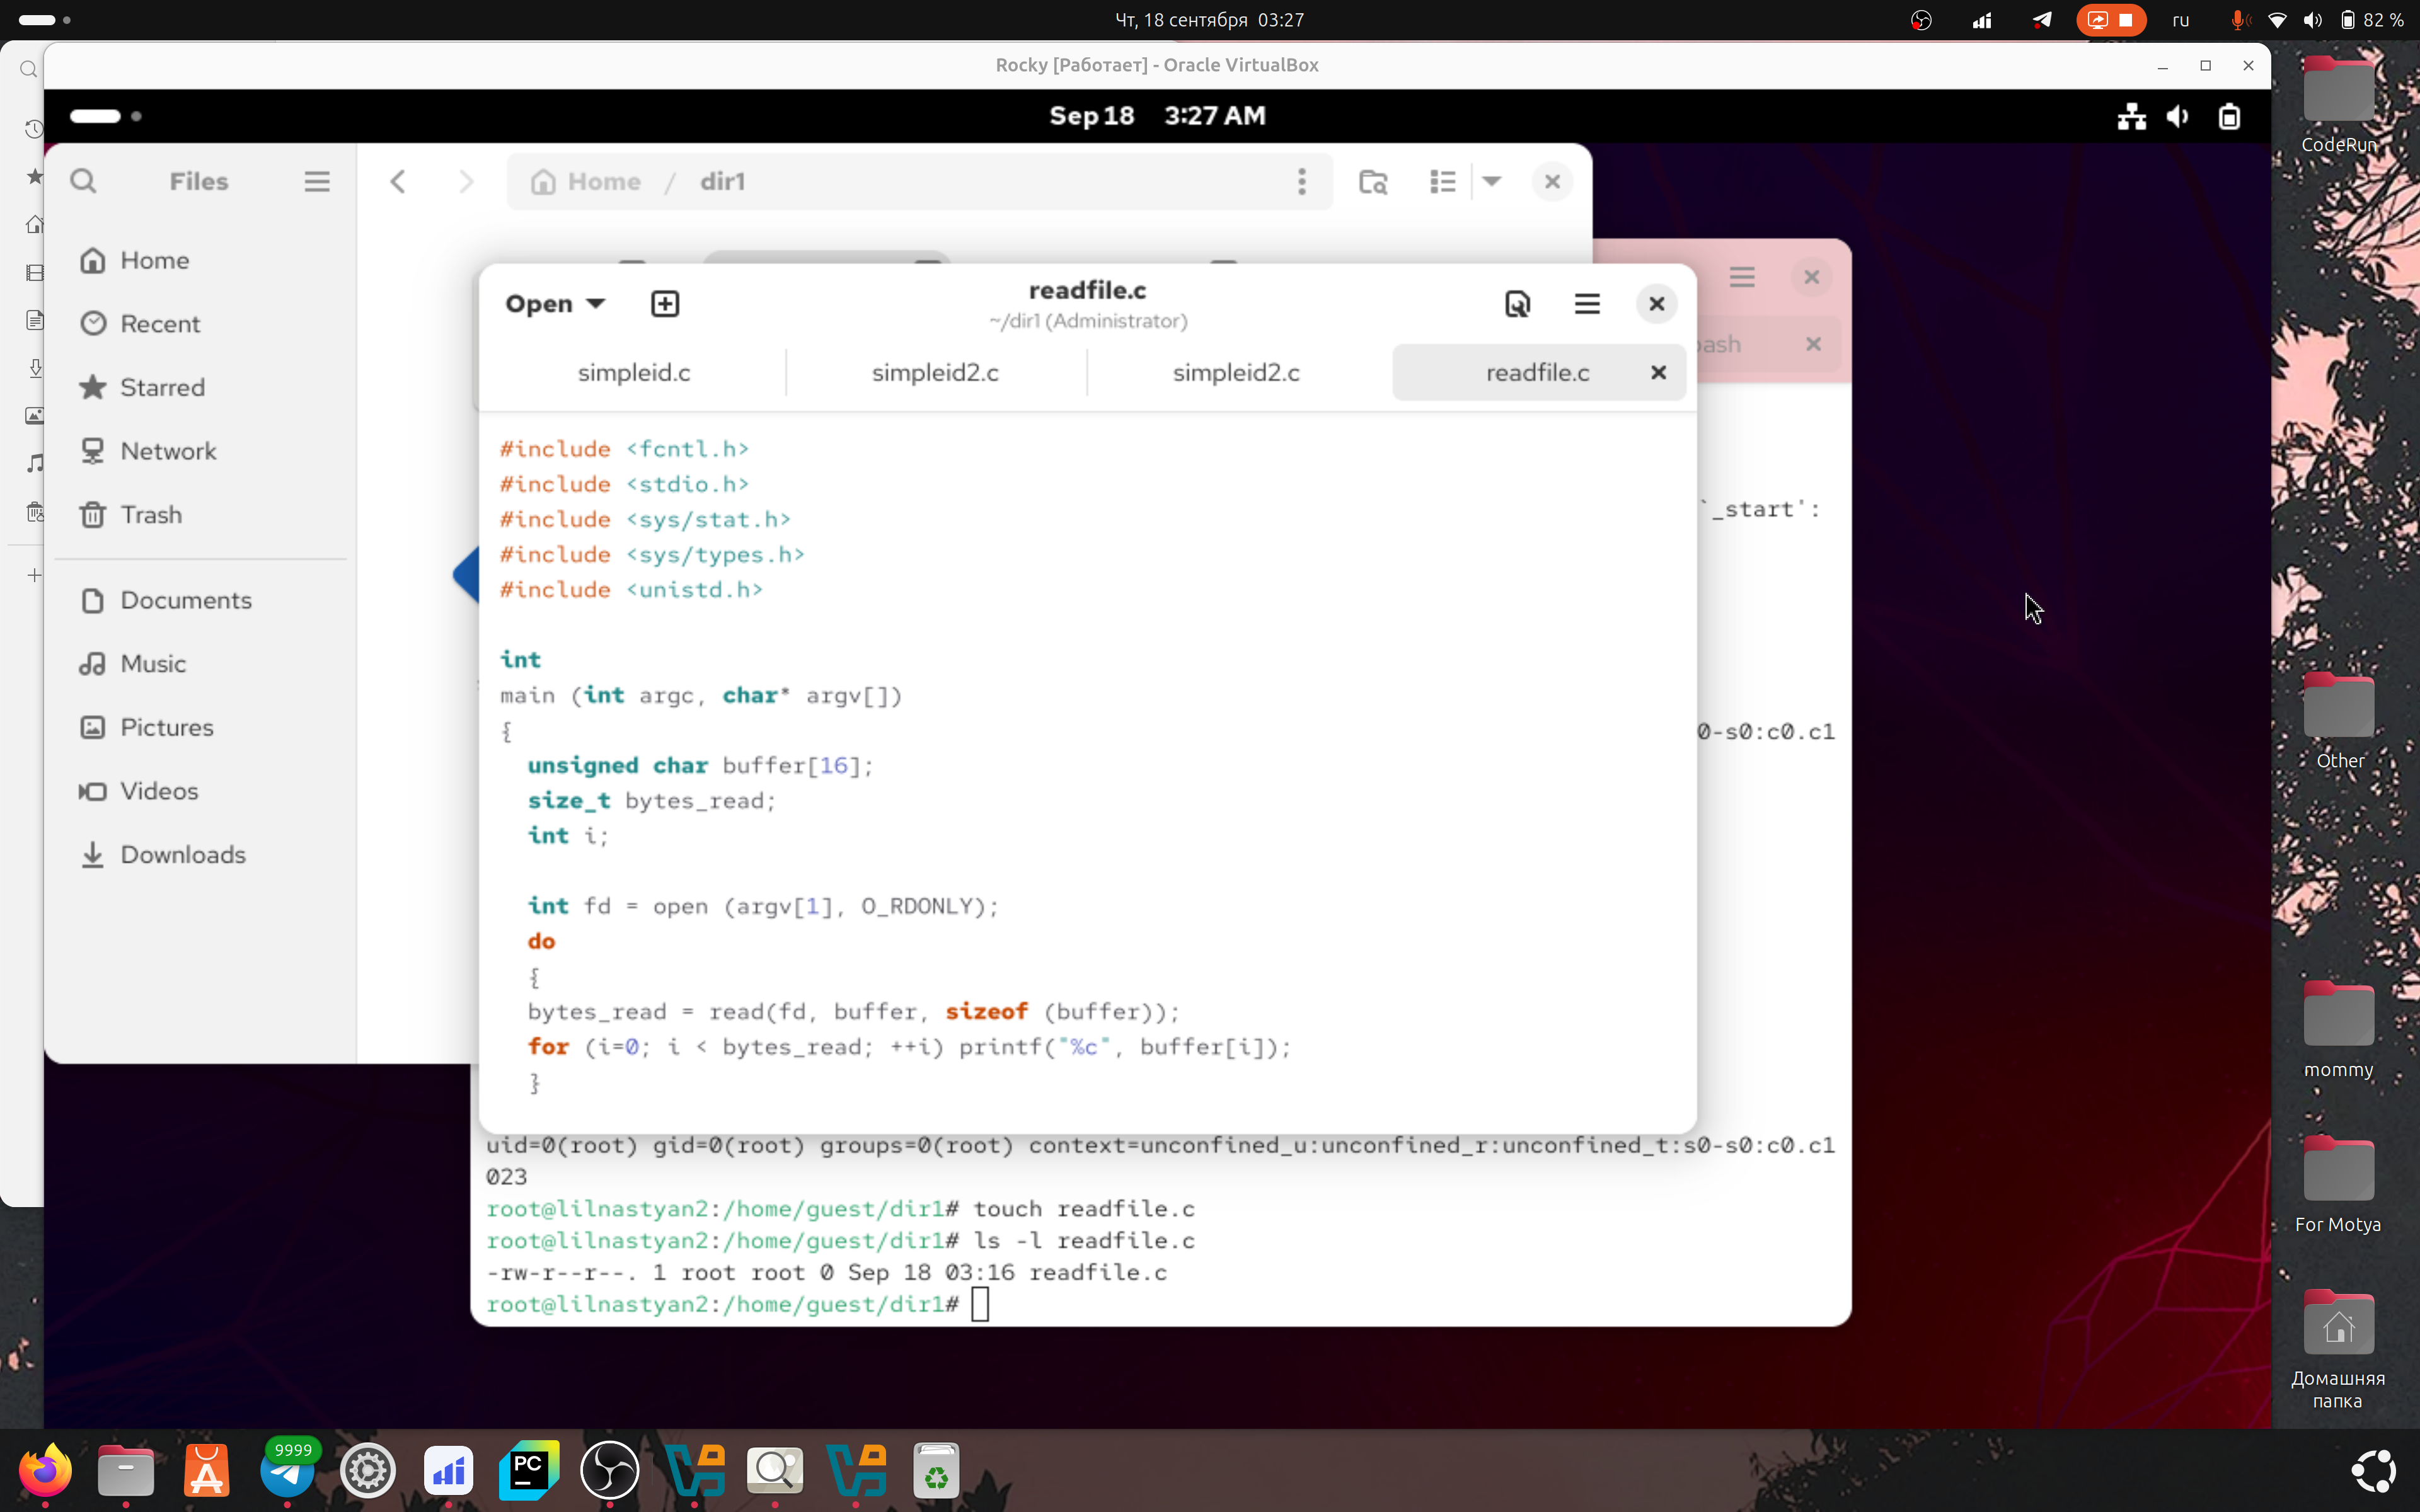 Чт, 18 сентября 03:27
ru
82 %
Rocky [Работает] - Oracle VirtualBox
Sep 18 3:27 AM
Files
Home / dir1
Home
Recent
Starred
Network
Trash
Documents
Music
Pictures
Videos
Downloads
Open
readfile.c
~/dir1 (Administrator)
simpleid.c
simpleid2.c
simpleid2.c
readfile.c
#include <fcntl.h>
#include <stdio.h>
#include <sys/stat.h>
#include <sys/types.h>
#include <unistd.h>
int
main (int argc, char* argv[])
{
unsigned char buffer[16];
size_t bytes_read;
int i;
int fd = open (argv[1], O_RDONLY);
do
{
bytes_read = read(fd, buffer, sizeof (buffer));
for (i=0; i < bytes_read; ++i) printf("%c", buffer[i]);
}
`_start':
0-s0:c0.c1
uid=0(root) gid=0(root) groups=0(root) context=unconfined_u:unconfined_r:unconfined_t:s0-s0:c0.c1
023
root@lilnastyan2:/home/guest/dir1# touch readfile.c
root@lilnastyan2:/home/guest/dir1# ls -l readfile.c
-rw-r--r--. 1 root root 0 Sep 18 03:16 readfile.c
root@lilnastyan2:/home/guest/dir1#
CodeRun
Other
mommy
For Motya
Домашняя
папка
9999
PC